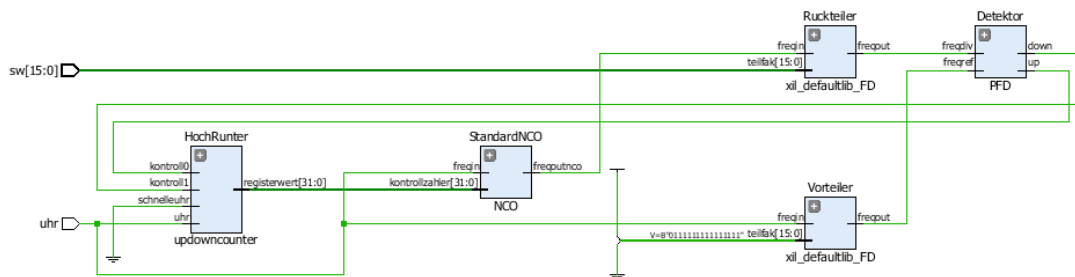 Ruckteiler
Detektor
freqin
freqput
freqdiv
down
sw[15:0]
teilfak[15:0]
freqref
up
xil_defaultlib_FD
PFD
HochRunter
StandardNCO
kontroll0
freqin
freqoutnco
kontroll1
registerwert[31:0]
kontrollzahler[31:0]
Vorteiler
schnelleuhr
NCO
uhr
uhr
freqin
freqput
updowncounter
V=B"0111111111111111"
teilfak[15:0]
xil_defaultlib_FD